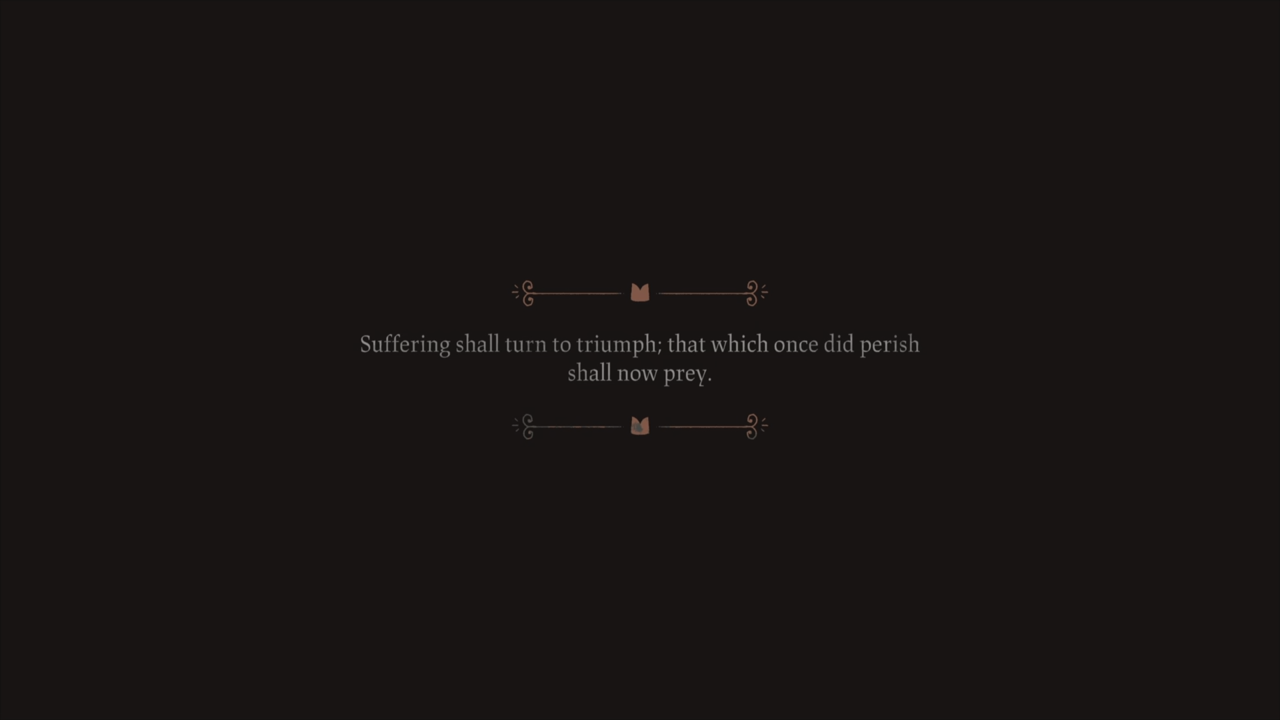 Suffering shall turn to triumph; that which once did perish
shall now prey.